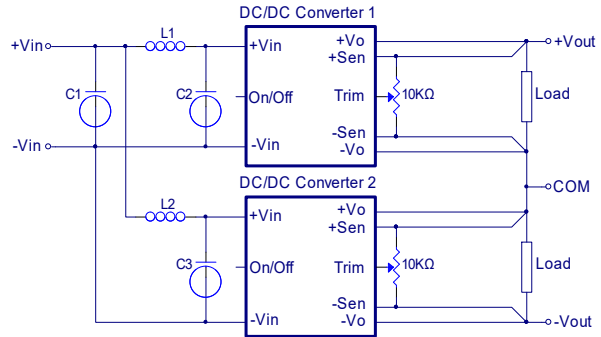 DC/DC Converter 1
L1
+Vin
+Vin
+Vo
+Vout
+Sen
C1
C2
On/Off
Trim
10KΩ
Load
-Sen
-Vin
-Vin
-Vo
DC/DC Converter 2
COM
L2
+Vin
+Vo
+Sen
C3
On/Off
Trim
10KΩ
Load
-Sen
-Vin
-Vo
-Vout